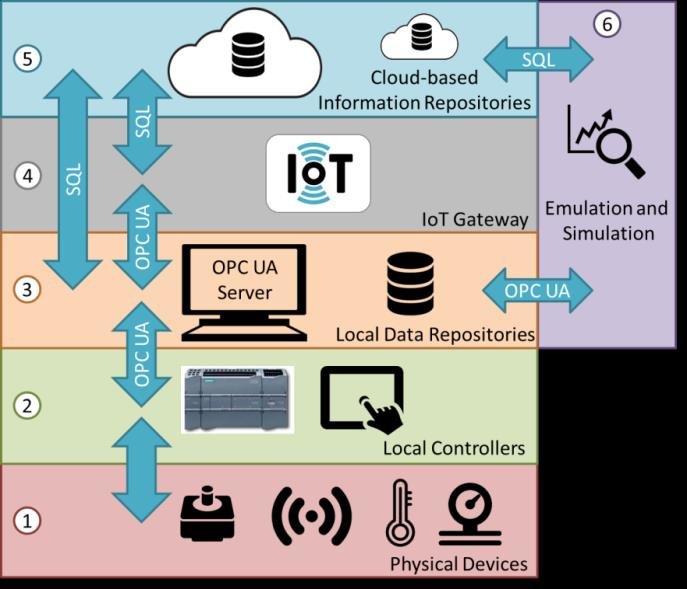 6
5
SQL
Cloud-based
Information Repositories
SQL
SQL
4
IoT
IoT Gateway
Emulation and
Simulation
OPC UA
3
OPC UA
Server
OPC UA
Local Data Repositories
OPC UA
2
Local Controllers
1
Physical Devices